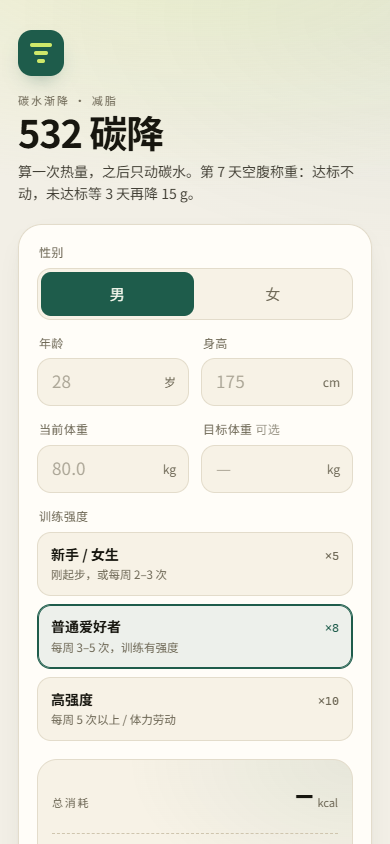 碳水渐降 · 减脂
532 碳降
算一次热量，之后只动碳水。第 7 天空腹称重：达标不
动，未达标等 3 天再降 15 g。
性别
男 女
年龄 身高
28 岁 175 cm
当前体重 目标体重 可选
80.0 kg — kg
训练强度
新手 / 女生 ×5
刚起步，或每周 2–3 次
普通爱好者 ×8
每周 3–5 次，训练有强度
高强度 ×10
每周 5 次以上 / 体力劳动
总消耗 — kcal